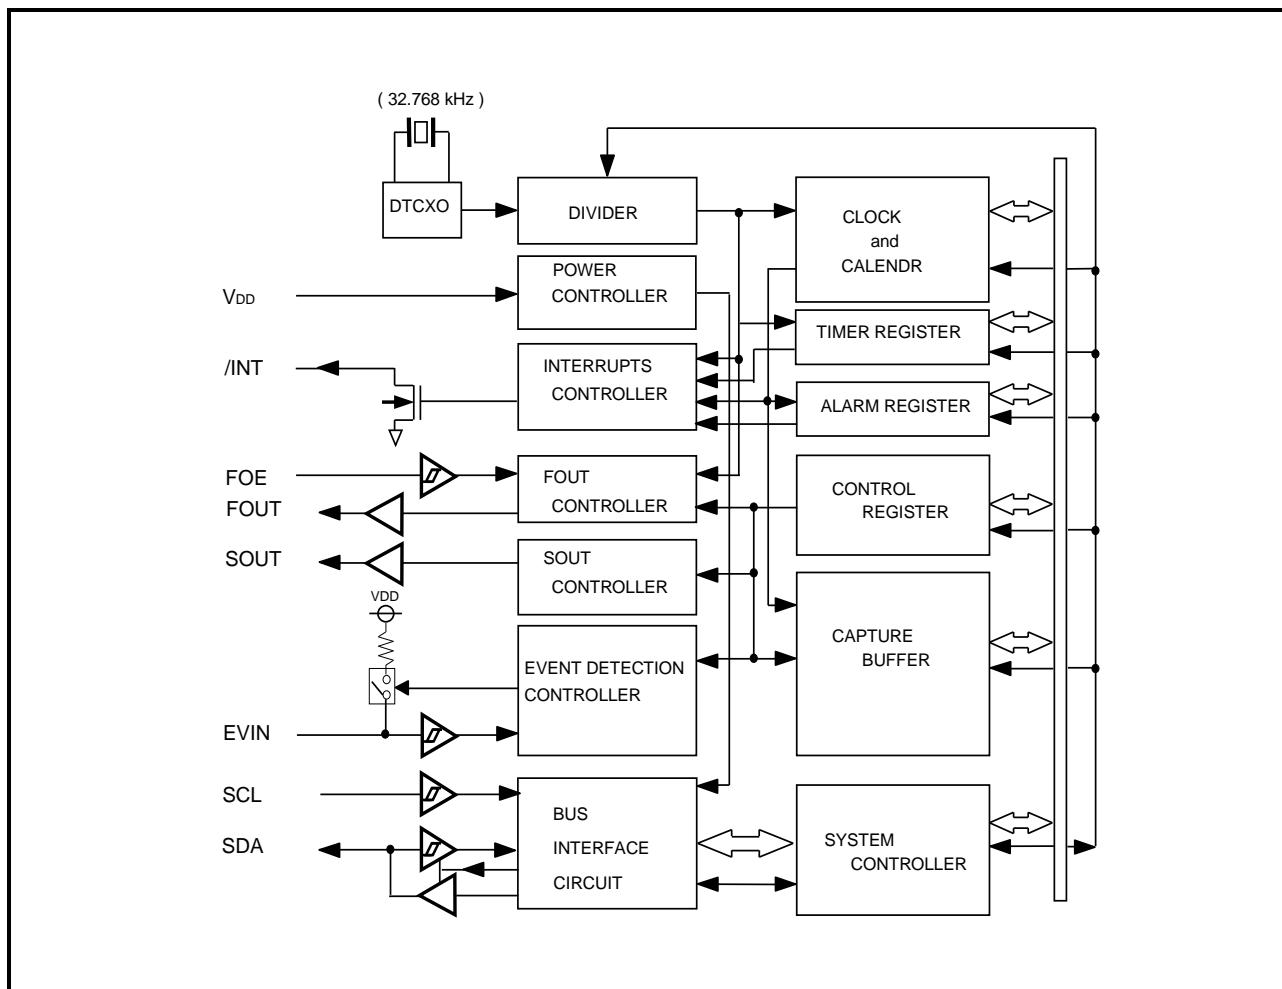 ( 32.768 kHz )
DTCXO
DIVIDER
CLOCK
and
CALENDR
POWER
CONTROLLER
VDD
TIMER REGISTER
/INT
INTERRUPTS
CONTROLLER
ALARM REGISTER
FOE
FOUT
FOUT
CONTROLLER
CONTROL
REGISTER
SOUT
SOUT
CONTROLLER
VDD
CAPTURE
BUFFER
EVENT DETECTION
CONTROLLER
EVIN
SCL
SDA
BUS
INTERFACE
CIRCUIT
SYSTEM
CONTROLLER